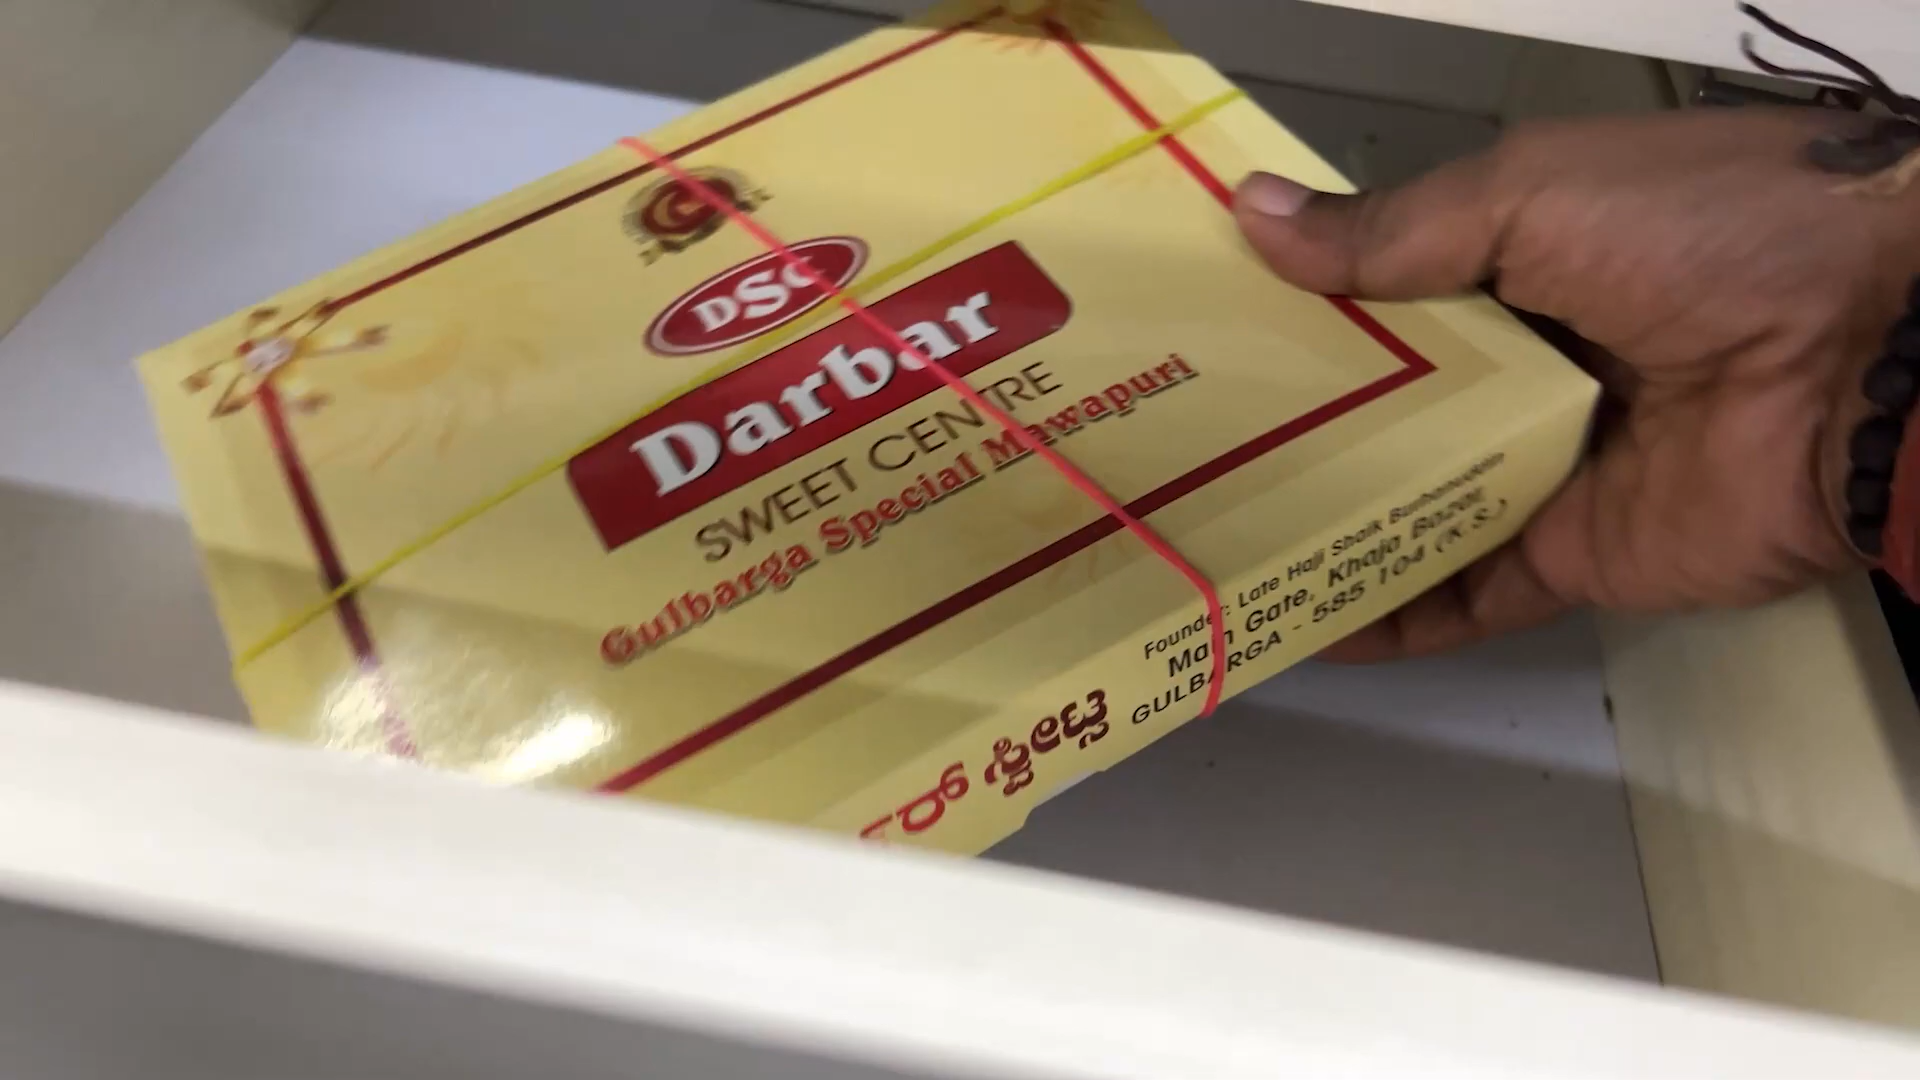 DSC
Darbar
SWEET CENTRE
Gulbarga Special Mawapuri
Founder: Late Haji Shaik Burhanuddin
Main Gate, Khaja Bazar
GULBARGA - 585 104 (K.S.)
ರ್ ಸ್ವೀಟ್ಸ್